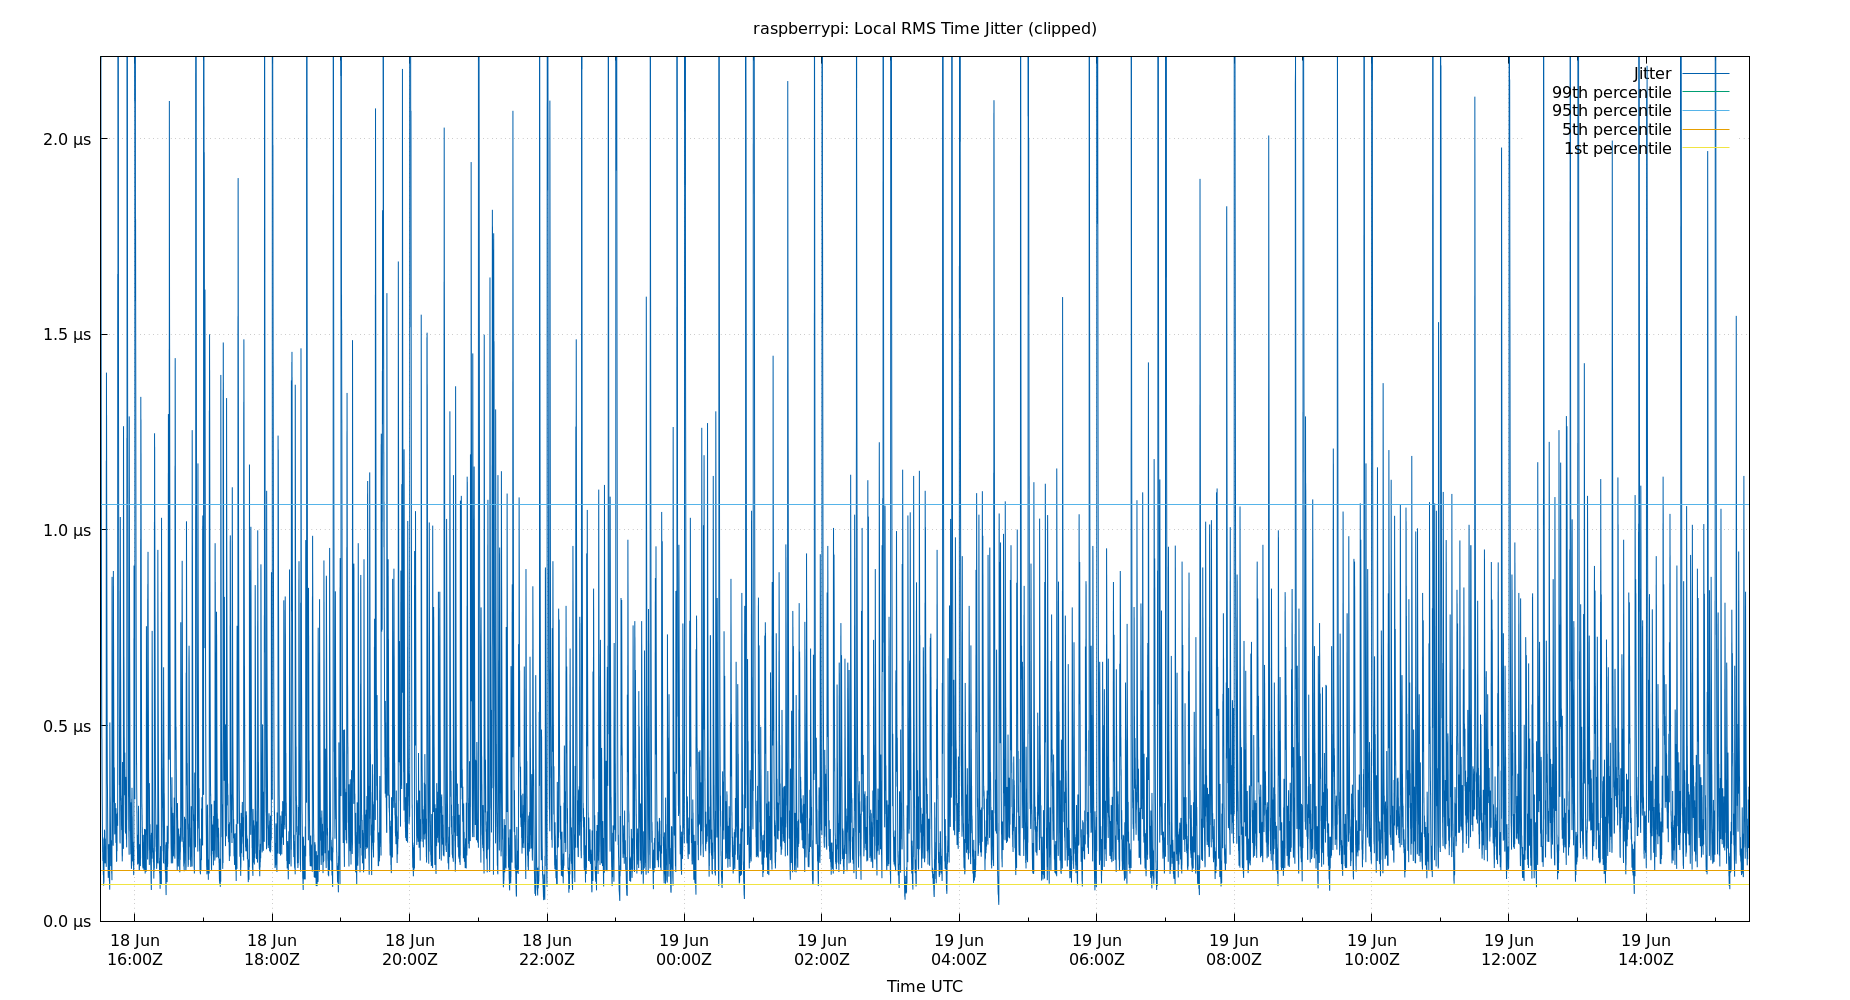 raspberrypi: Local RMS Time Jitter (clipped)
Jitter
99th percentile
95th percentile
5th percentile
1st percentile
2.0 µs
1.5 µs
1.0 µs
0.5 µs
0.0 µs
18 Jun 18 Jun 18 Jun 18 Jun 19 Jun 19 Jun 19 Jun 19 Jun 19 Jun 19 Jun 19 Jun 19 Jun
16:00Z 18:00Z 20:00Z 22:00Z 00:00Z 02:00Z 04:00Z 06:00Z 08:00Z 10:00Z 12:00Z 14:00Z
Time UTC